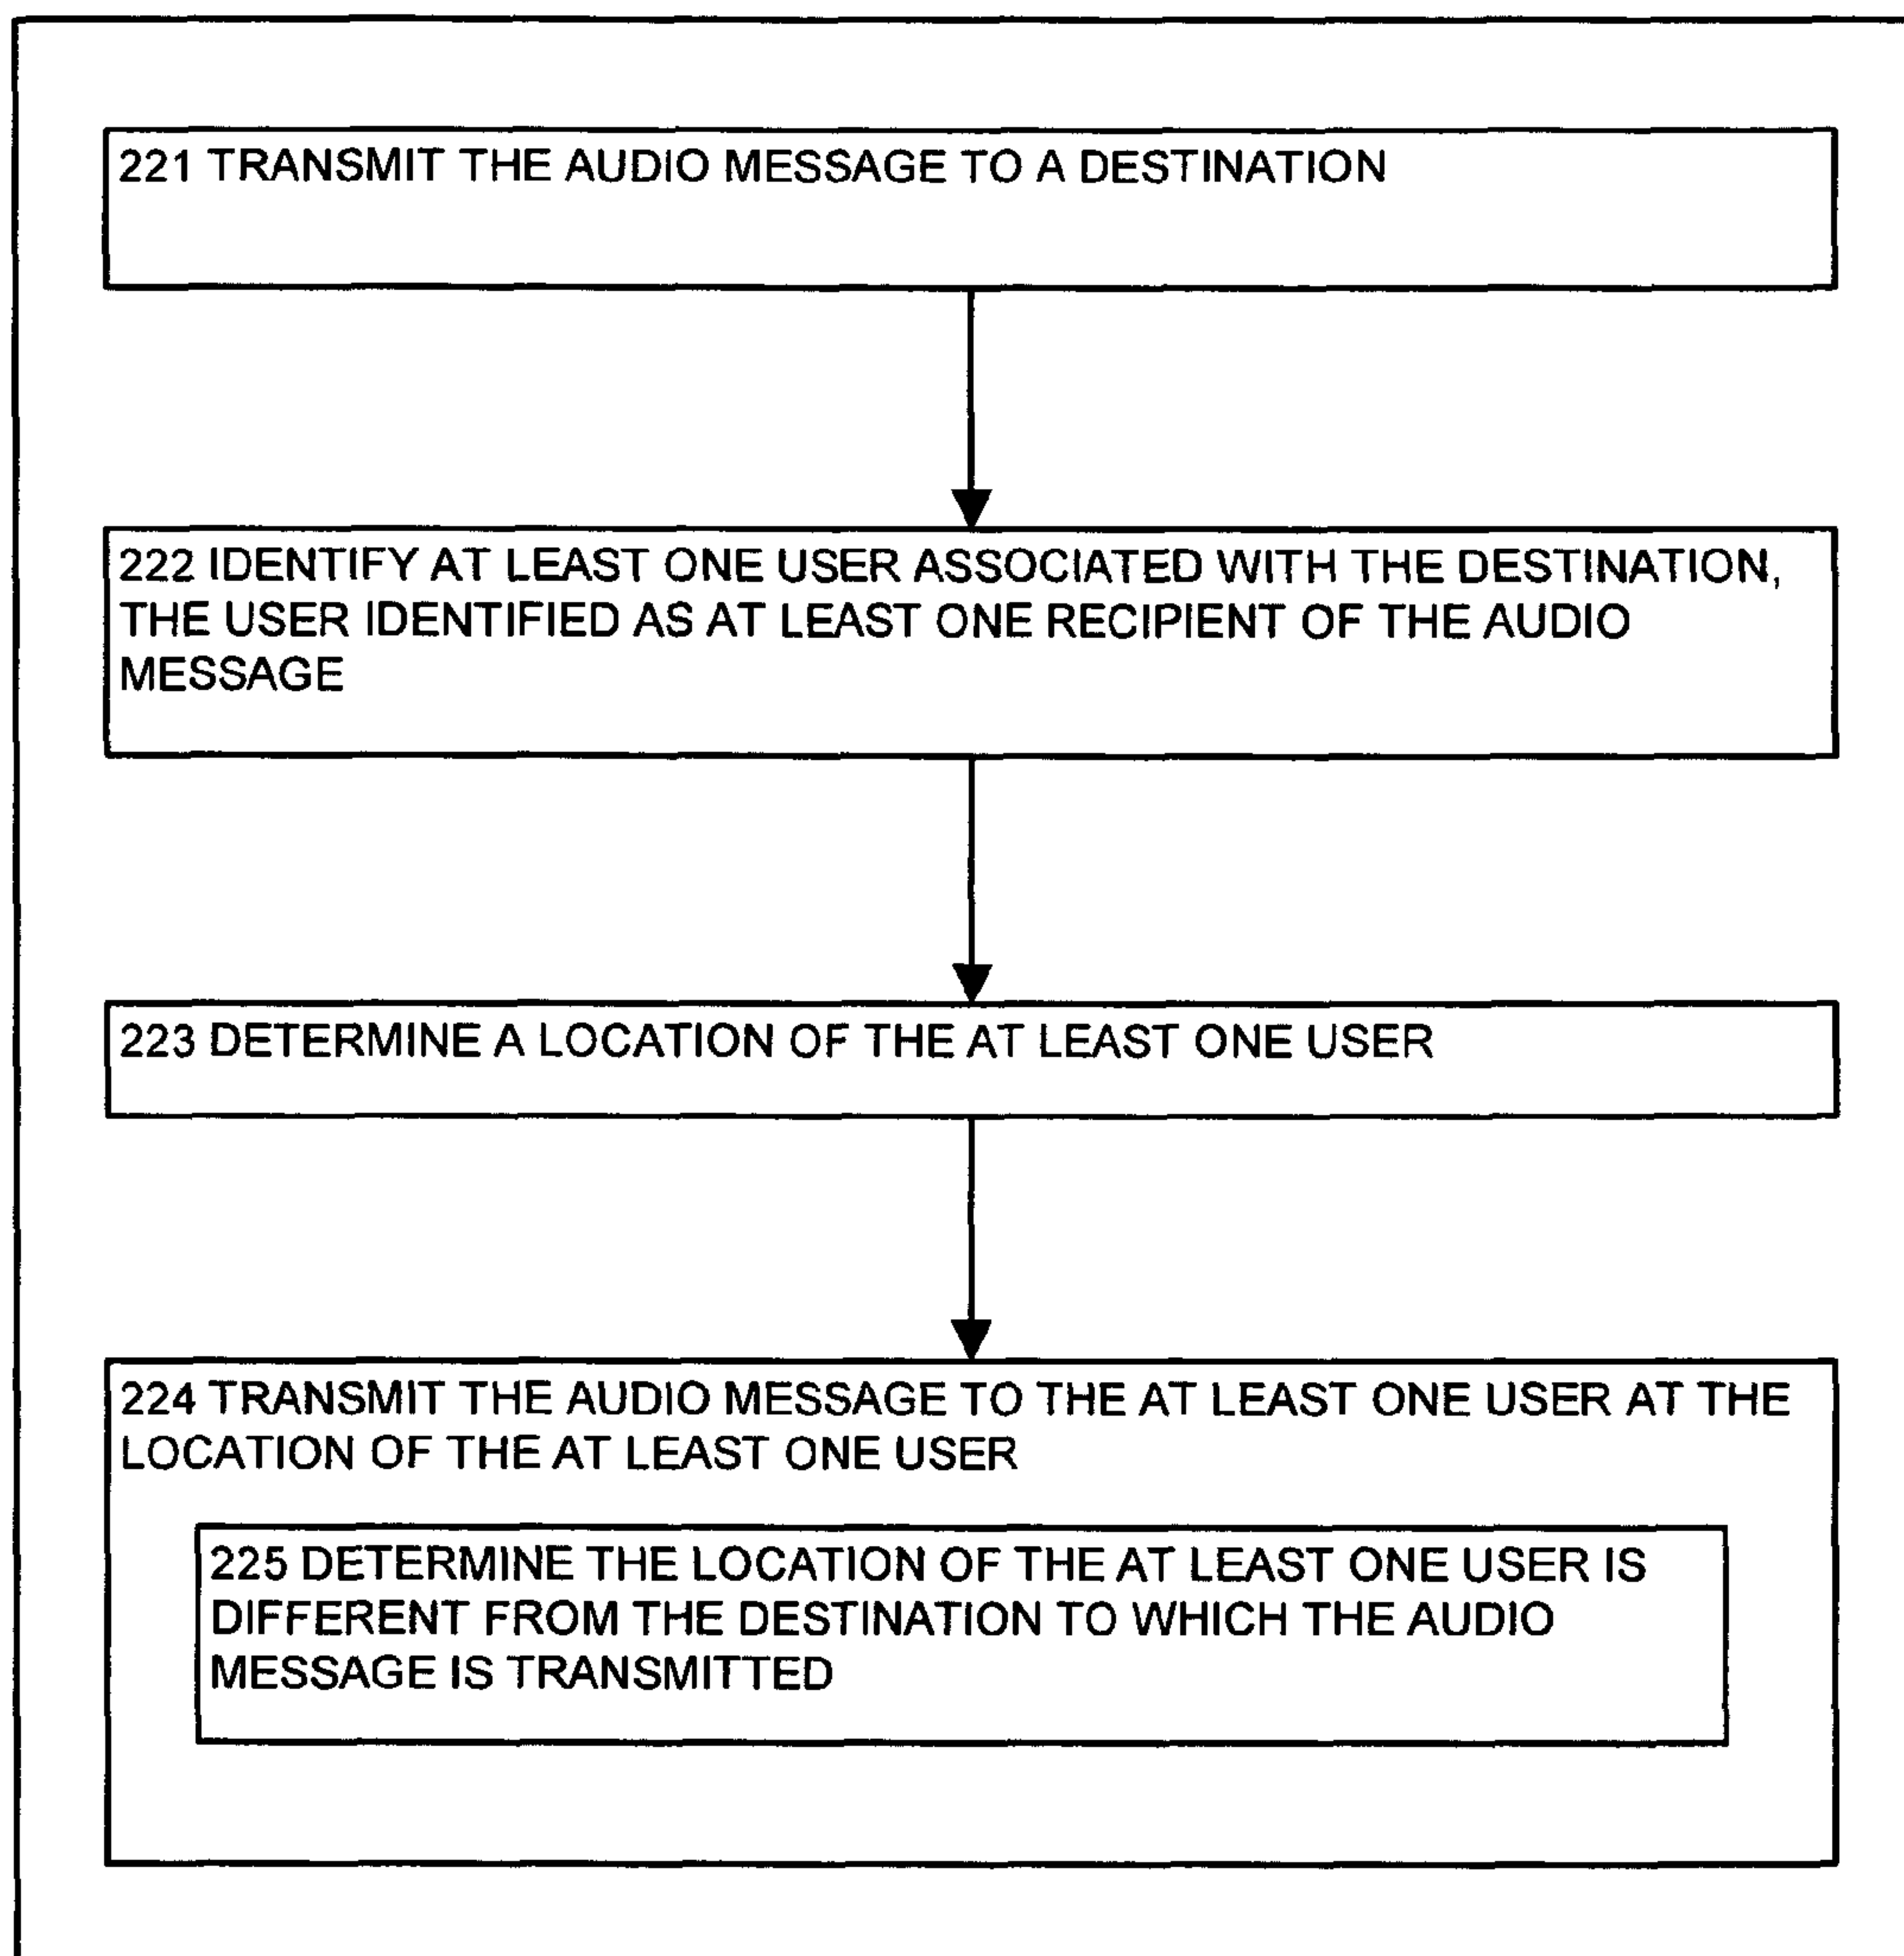 221 TRANSMIT THE AUDIO MESSAGE TO A DESTINATION
222 IDENTIFY AT LEAST ONE USER ASSOCIATED WITH THE DESTINATION,
THE USER IDENTIFIED AS AT LEAST ONE RECIPIENT OF THE AUDIO
MESSAGE
223 DETERMINE A LOCATION OF THE AT LEAST ONE USER
224 TRANSMIT THE AUDIO MESSAGE TO THE AT LEAST ONE USER AT THE
LOCATION OF THE AT LEAST ONE USER
225 DETERMINE THE LOCATION OF THE AT LEAST ONE USER IS
DIFFERENT FROM THE DESTINATION TO WHICH THE AUDIO
MESSAGE IS TRANSMITTED